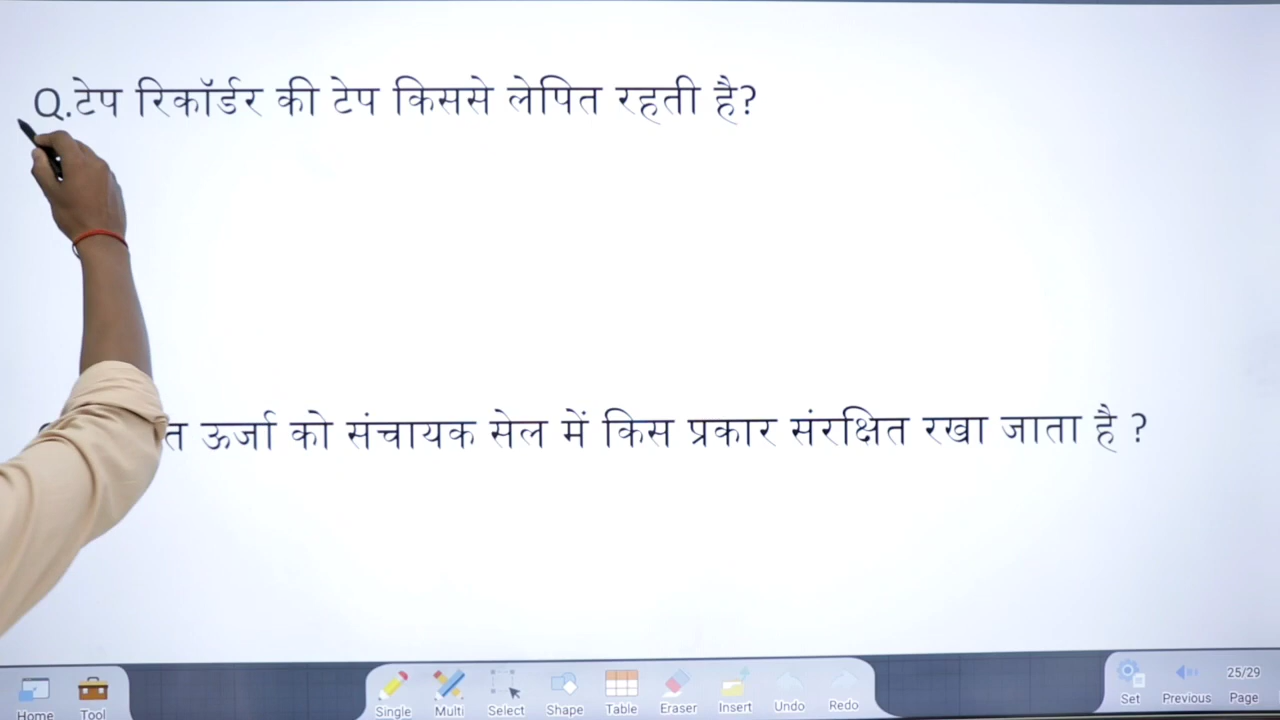 Q.टेप रिकॉर्डर की टेप किससे लेपित रहती है?
ऊर्जा को संचायक सेल में किस प्रकार संरक्षित रखा जाता है ?
Home Tool Single Multi Select Shape Table Eraser Insert Undo Redo Set Previous Page
25/29